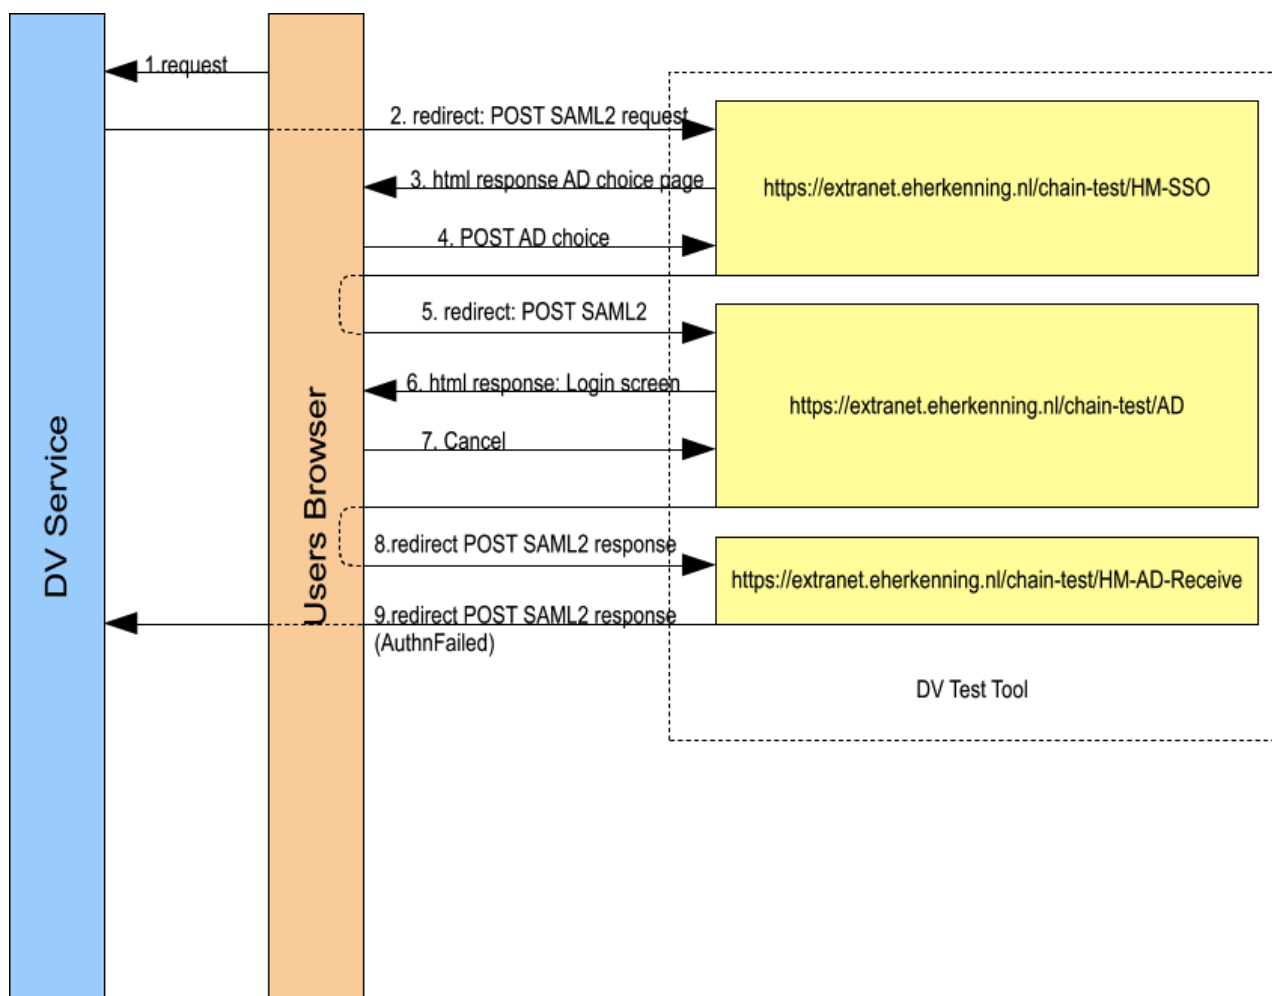 1.request
2. redirect: POST SAML2 request
3. html response AD choice page
https://extranet.eherkenning.nl/chain-test/HM-SSO
4. POST AD choice
5. redirect: POST SAML2
6. html response: Login screen
https://extranet.eherkenning.nl/chain-test/AD
7. Cancel
DV Service
Users Browser
8.redirect POST SAML2 response
https://extranet.eherkenning.nl/chain-test/HM-AD-Receive
9.redirect POST SAML2 response
(AuthnFailed)
DV Test Tool